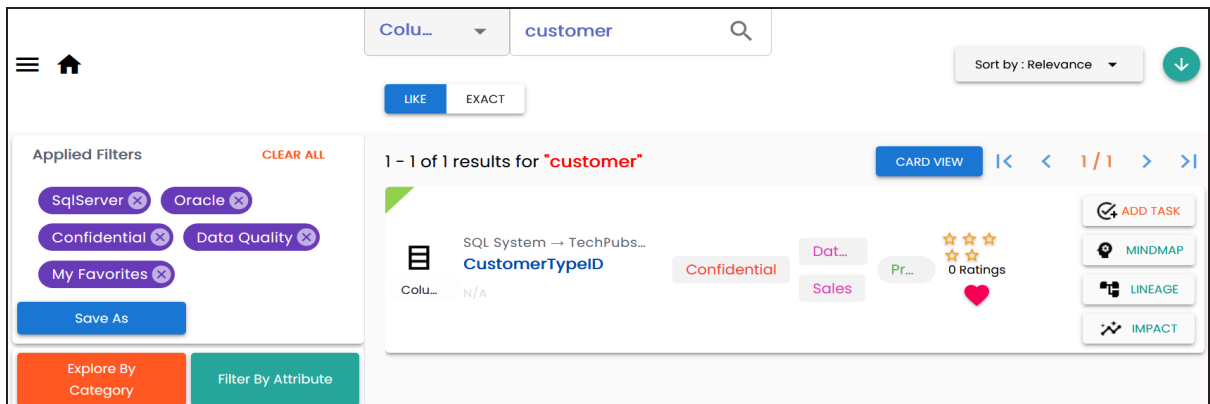 Colu...
customer
Sort by : Relevance
LIKE
EXACT
Applied Filters
CLEAR ALL
SqlServer
Oracle
Confidential
Data Quality
My Favorites
Save As
Explore By
Category
Filter By Attribute
1 - 1 of 1 results for "customer"
CARD VIEW
1 / 1
Colu...
SQL System → TechPubs...
CustomerTypeID
N/A
Confidential
Dat...
Sales
Pr...
0 Ratings
ADD TASK
MINDMAP
LINEAGE
IMPACT